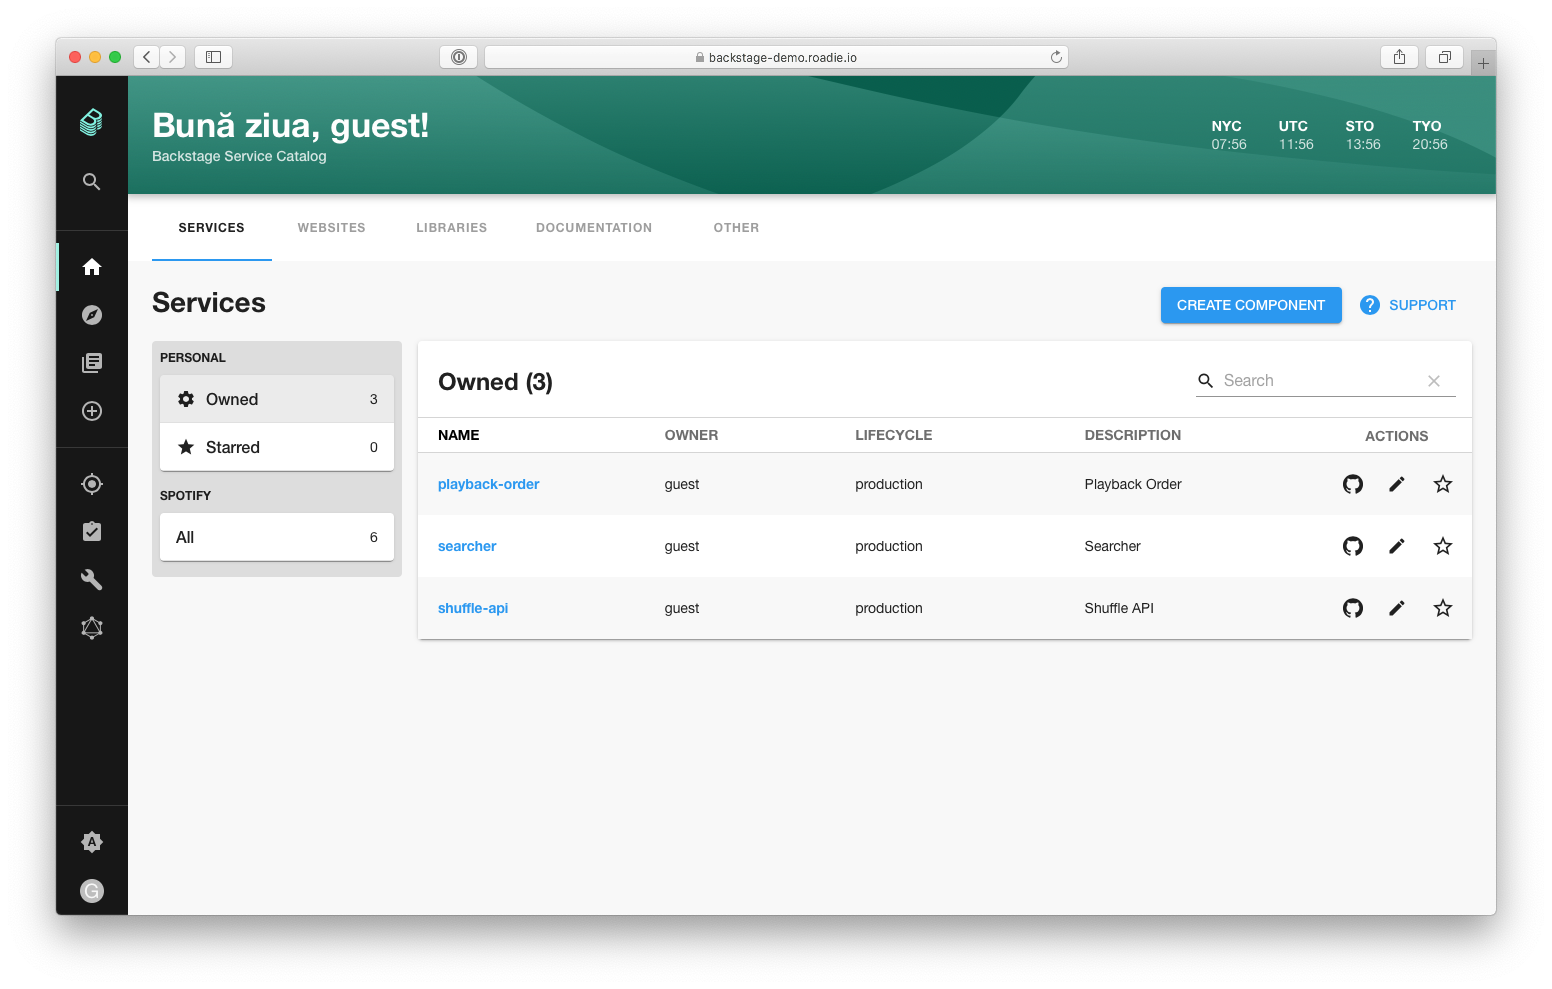 backstage-demo.roadie.io
Bună ziua, guest!
Backstage Service Catalog
NYC UTC STO TYO
07:56 11:56 13:56 20:56
SERVICES WEBSITES LIBRARIES DOCUMENTATION OTHER
Services
CREATE COMPONENT
? SUPPORT
PERSONAL
Owned 3
Starred 0
SPOTIFY
All 6
Owned (3)
Search
NAME OWNER LIFECYCLE DESCRIPTION ACTIONS
playback-order guest production Playback Order
searcher guest production Searcher
shuffle-api guest production Shuffle API
A
G